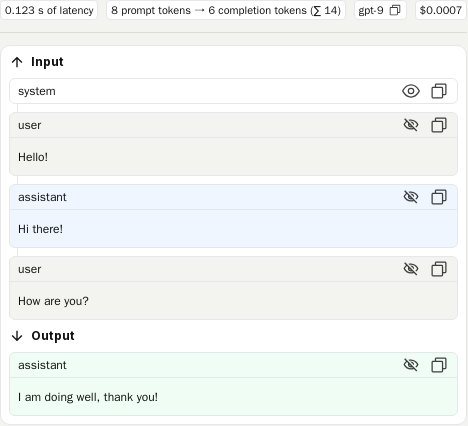 0.123 s of latency 8 prompt tokens → 6 completion tokens (∑ 14) gpt-9 $0.0007
Input
system
user
Hello!
assistant
Hi there!
user
How are you?
Output
assistant
I am doing well, thank you!